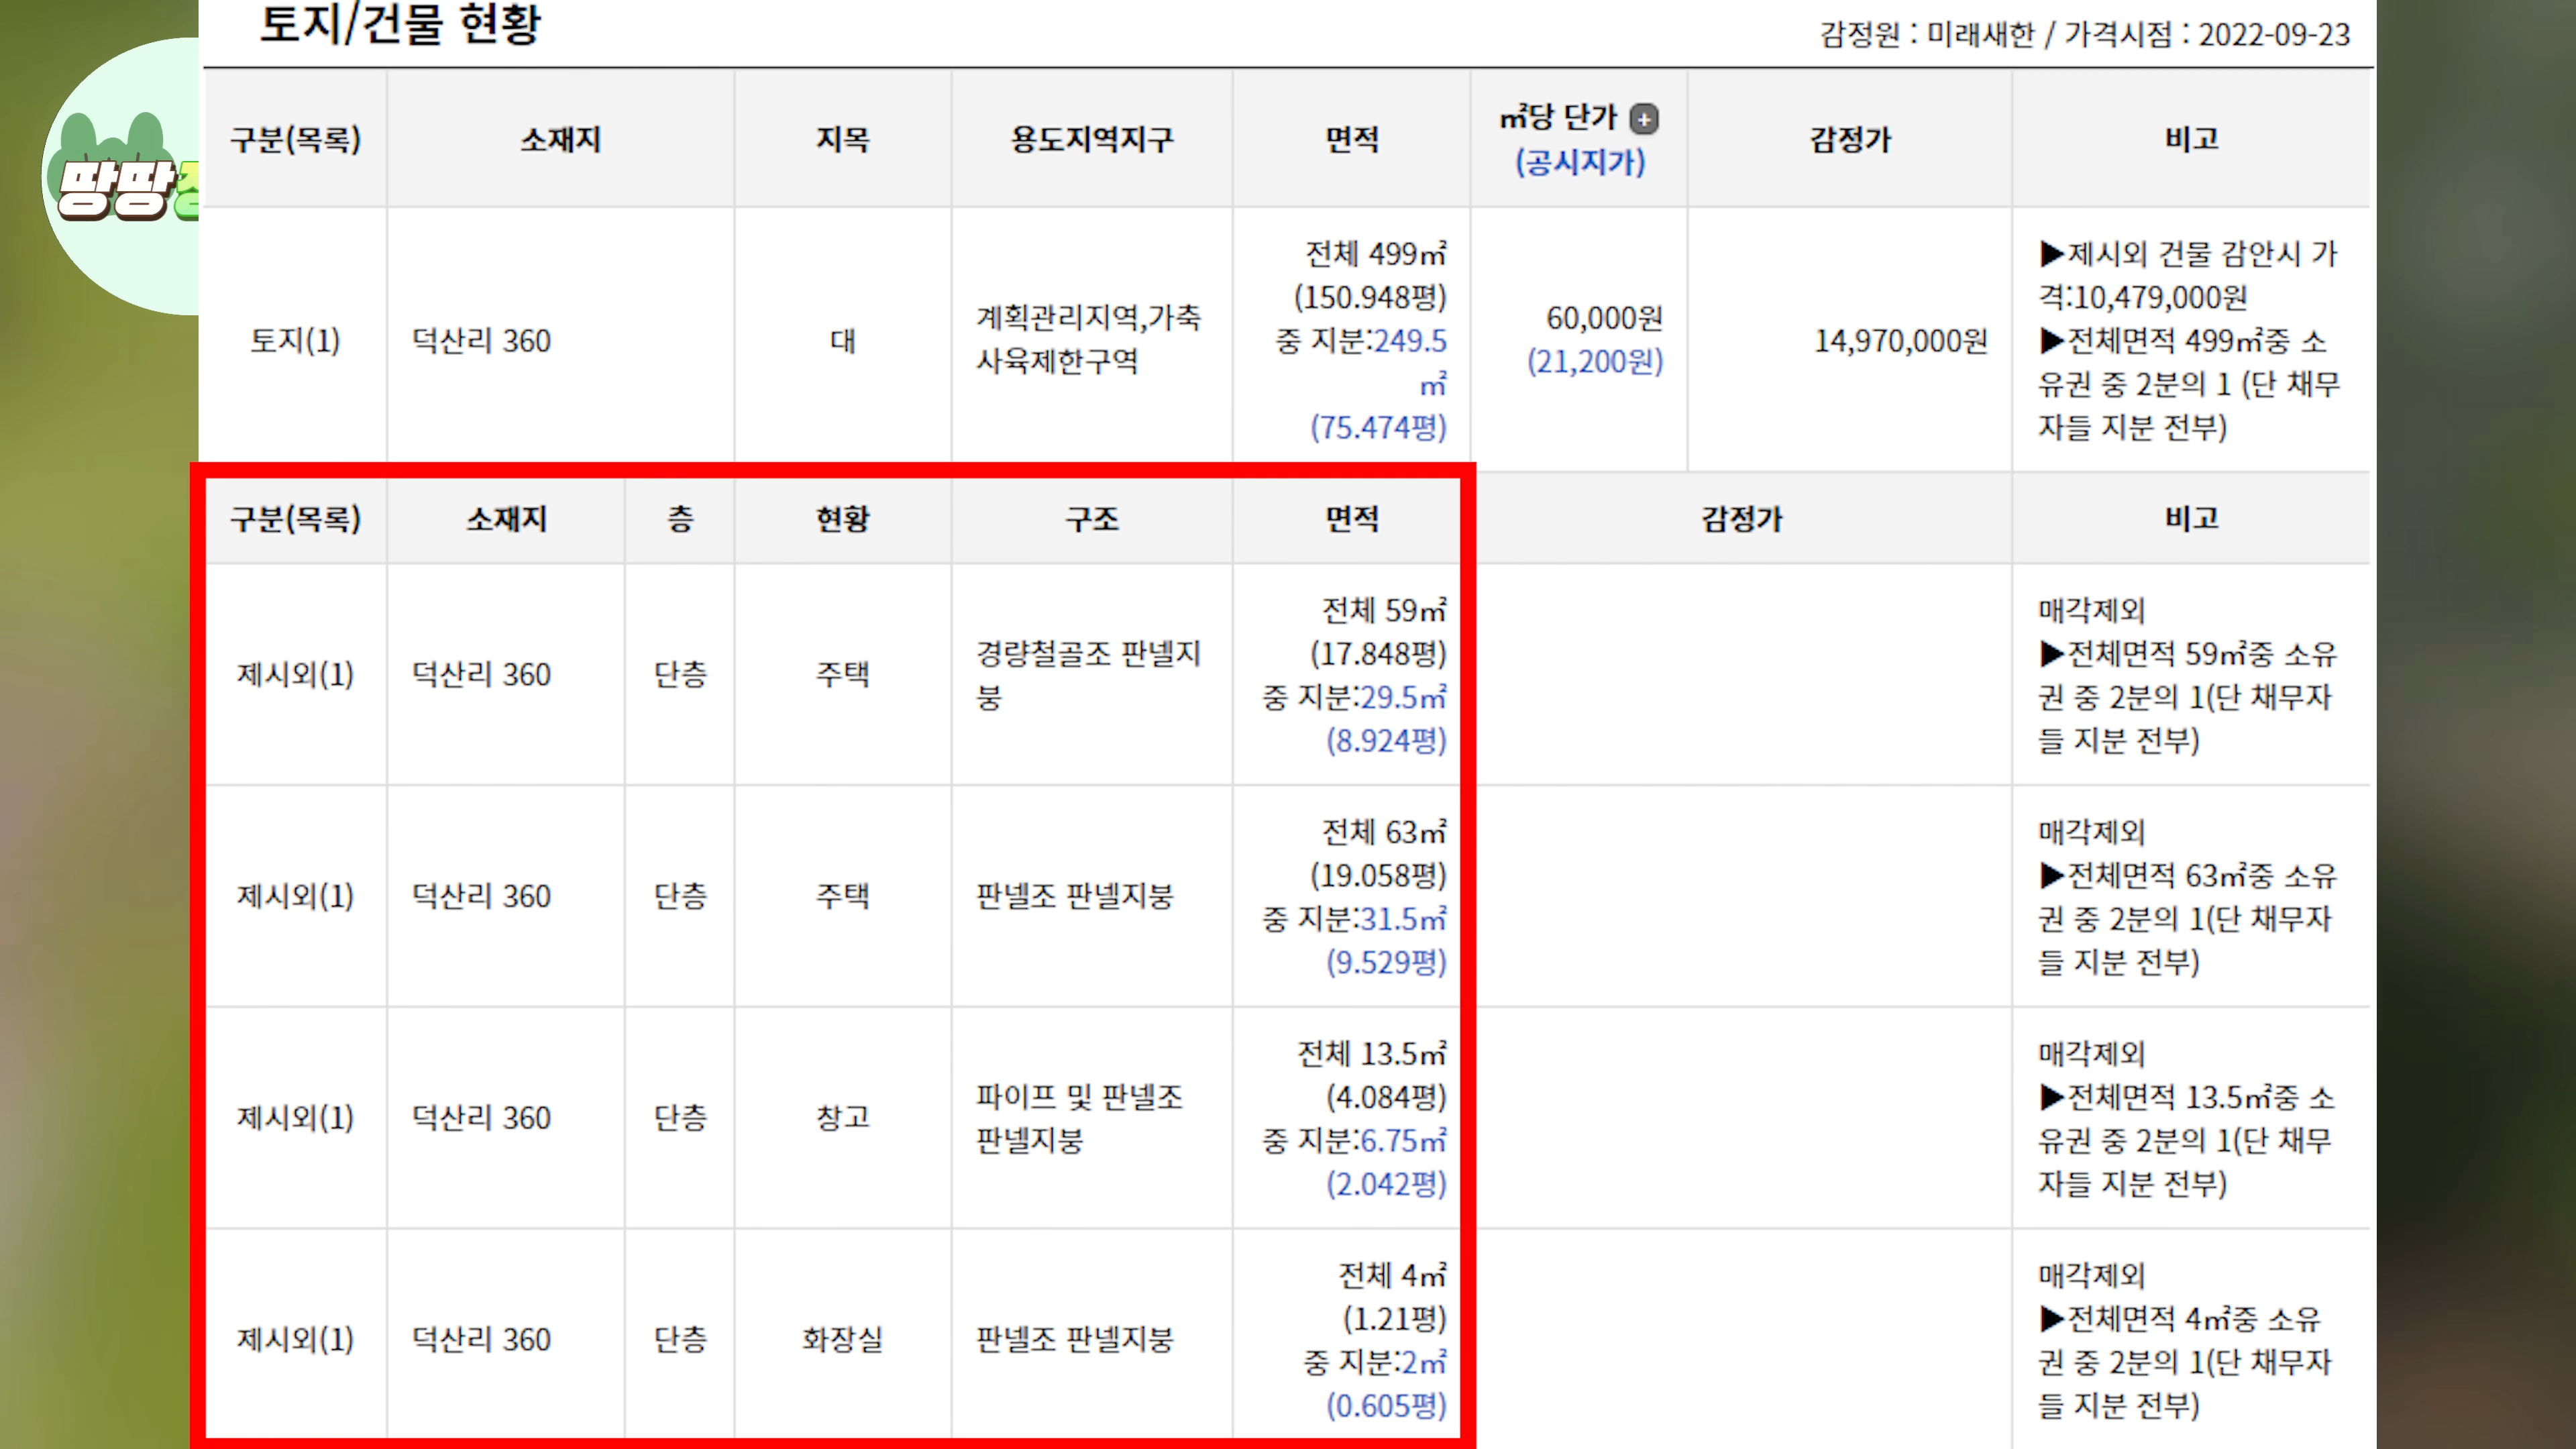 토지/건물 현황
감정원 : 미래새한 / 가격시점 : 2022-09-23
땅땅
구분(목록) 소재지 지목 용도지역지구 면적 ㎡당 단가 (공시지가) 감정가 비고
토지(1) 덕산리 360 대
계획관리지역,가축
사육제한구역
전체 499㎡
(150.948평)
중 지분:249.5
㎡
(75.474평)
60,000원
(21,200원)
14,970,000원
▶제시외 건물 감안시 가
격:10,479,000원
▶전체면적 499㎡중 소
유권 중 2분의 1 (단 채무
자들 지분 전부)
구분(목록) 소재지 층 현황 구조 면적 감정가 비고
제시외(1) 덕산리 360 단층 주택
경량철골조 판넬지
붕
전체 59㎡
(17.848평)
중 지분:29.5㎡
(8.924평)
매각제외
▶전체면적 59㎡중 소유
권 중 2분의 1(단 채무자
들 지분 전부)
제시외(1) 덕산리 360 단층 주택 판넬조 판넬지붕
전체 63㎡
(19.058평)
중 지분:31.5㎡
(9.529평)
매각제외
▶전체면적 63㎡중 소유
권 중 2분의 1(단 채무자
들 지분 전부)
제시외(1) 덕산리 360 단층 창고
파이프 및 판넬조
판넬지붕
전체 13.5㎡
(4.084평)
중 지분:6.75㎡
(2.042평)
매각제외
▶전체면적 13.5㎡중 소
유권 중 2분의 1(단 채무
자들 지분 전부)
제시외(1) 덕산리 360 단층 화장실 판넬조 판넬지붕
전체 4㎡
(1.21평)
중 지분:2㎡
(0.605평)
매각제외
▶전체면적 4㎡중 소유
권 중 2분의 1(단 채무자
들 지분 전부)